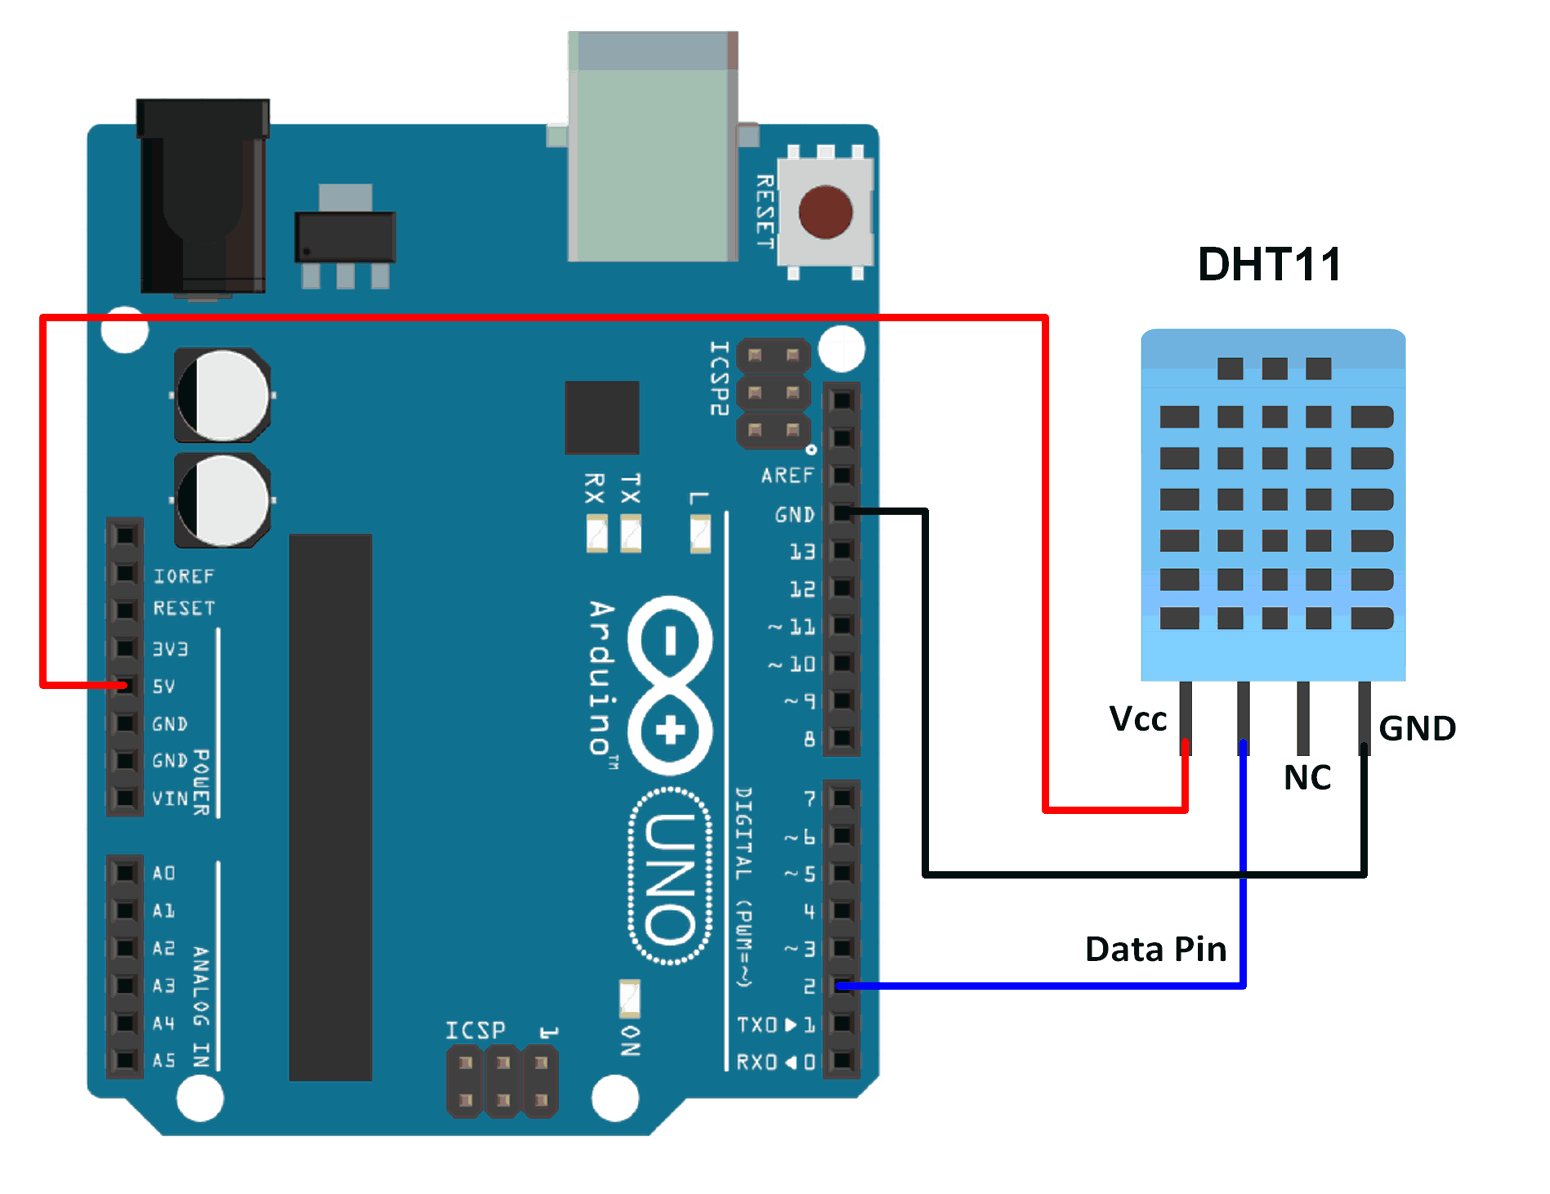 RESET
DHT11
ICSP2
AREF
GND
13
12
~11
~10
~9
8
RX
TX
L
IOREF
RESET
3V3
5V
GND
GND
VIN
POWER
Arduino™
UNO
DIGITAL (PWM=~)
7
~6
~5
4
~3
2
TX0▶1
RX0◀0
A0
A1
A2
A3
A4
A5
ANALOG IN
ICSP
1
ON
Vcc
NC
GND
Data Pin